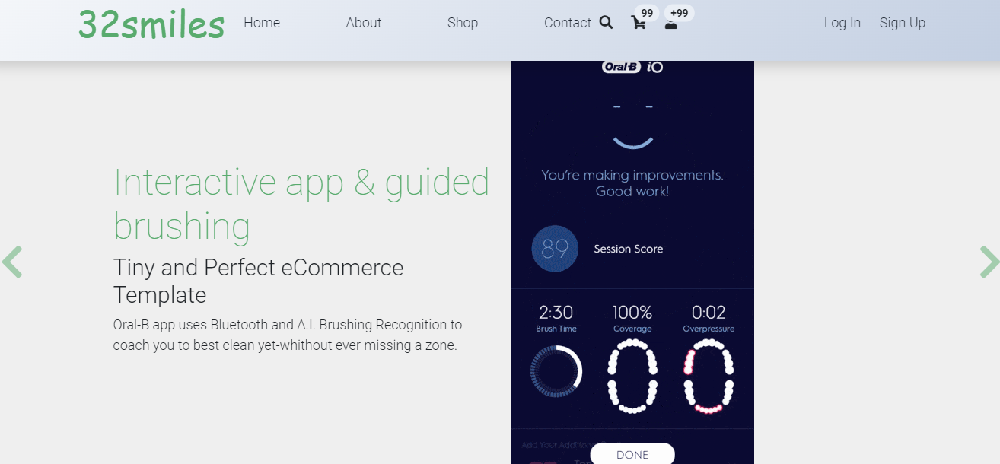 32smiles
Home
About
Shop
Contact
99
+99
Log In
Sign Up
Oral-B iO
You're making improvements.
Good work!
Interactive app & guided
brushing
Tiny and Perfect eCommerce
Template
Oral-B app uses Bluetooth and A.I. Brushing Recognition to
coach you to best clean yet-whithout ever missing a zone.
89
Session Score
2:30
100%
0:02
Brush Time
Coverage
Overpressure
Add Your Addition
DONE